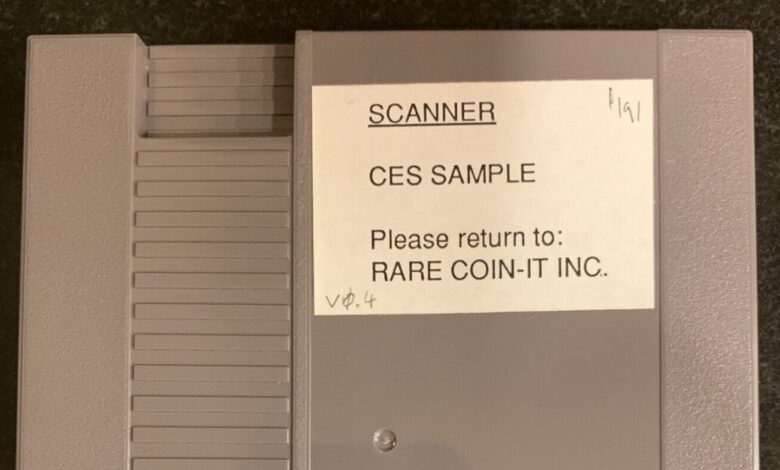 SCANNER
CES SAMPLE
Please return to:
RARE COIN-IT INC.
VØ.4